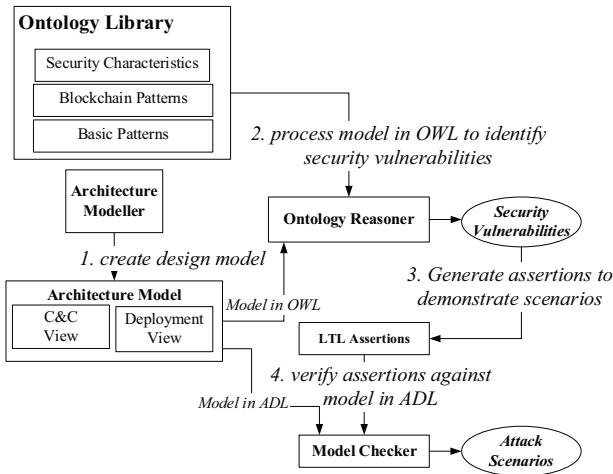 Ontology Library
Security Characteristics
Blockchain Patterns
Basic Patterns
2. process model in OWL to identify
security vulnerabilities
Architecture
Modeller
Ontology Reasoner
Security
Vulnerabilities
1. create design model
3. Generate assertions to
demonstrate scenarios
Architecture Model
C&C
View
Deployment
View
Model in OWL
LTL Assertions
4. verify assertions against
model in ADL
Model in ADL
Model Checker
Attack
Scenarios